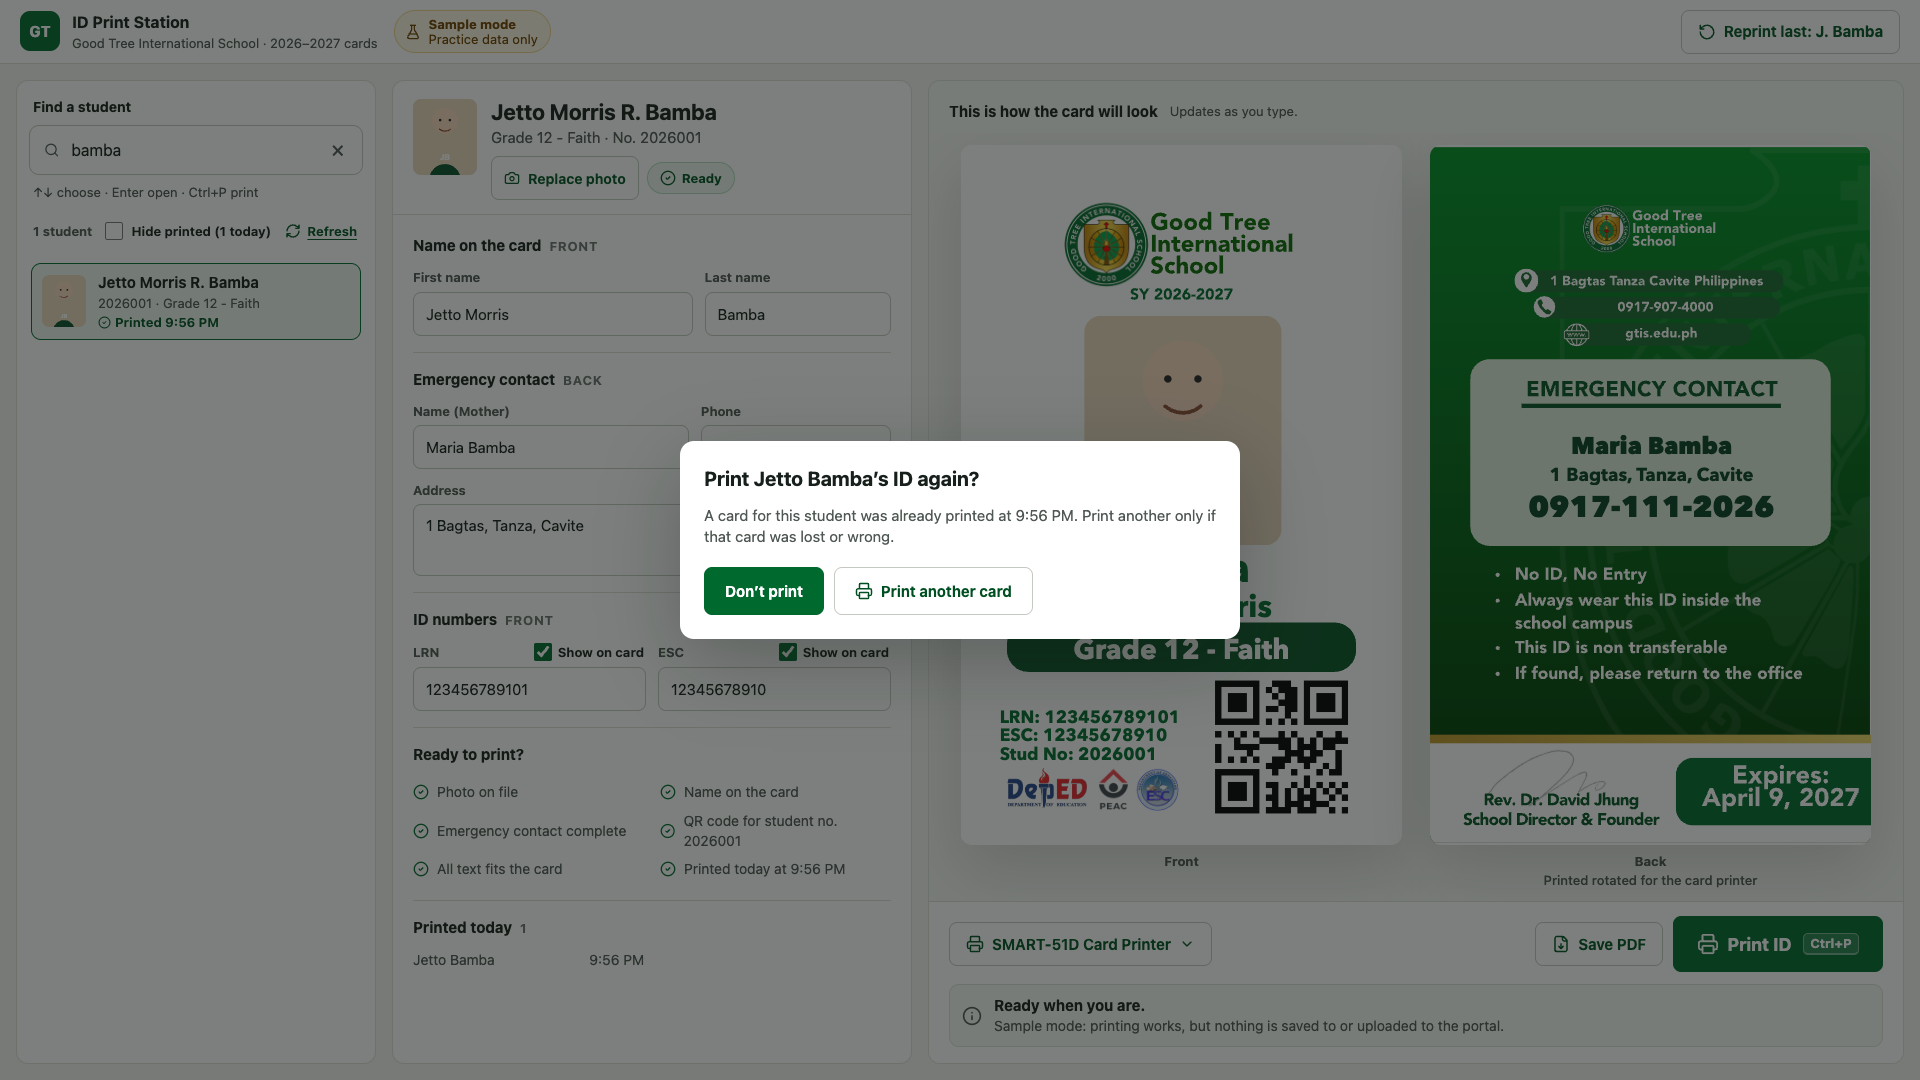 GT
ID Print Station
Good Tree International School · 2026–2027 cards
Sample mode
Practice data only
Reprint last: J. Bamba
Find a student
bamba
↑↓ choose · Enter open · Ctrl+P print
1 student
Hide printed (1 today)
Refresh
Jetto Morris R. Bamba
2026001 · Grade 12 - Faith
Printed 9:56 PM
Jetto Morris R. Bamba
Grade 12 - Faith · No. 2026001
Replace photo
Ready
Name on the card FRONT
First name
Last name
Jetto Morris
Bamba
Emergency contact BACK
Name (Mother)
Phone
Maria Bamba
Address
1 Bagtas, Tanza, Cavite
ID numbers FRONT
LRN
Show on card
ESC
Show on card
123456789101
12345678910
Ready to print?
Photo on file
Name on the card
Emergency contact complete
QR code for student no.
2026001
All text fits the card
Printed today at 9:56 PM
Printed today 1
Jetto Bamba
9:56 PM
Print Jetto Bamba’s ID again?
A card for this student was already printed at 9:56 PM. Print another only if
that card was lost or wrong.
Don’t print
Print another card
This is how the card will look
Updates as you type.
Good Tree
International
School
SY 2026-2027
Grade 12 - Faith
LRN: 123456789101
ESC: 12345678910
Stud No: 2026001
DepED
DEPARTMENT OF EDUCATION
PEAC
ESC
Front
Good Tree
International
School
1 Bagtas Tanza Cavite Philippines
0917-907-4000
www.
gtis.edu.ph
EMERGENCY CONTACT
Maria Bamba
1 Bagtas, Tanza, Cavite
0917-111-2026
• No ID, No Entry
• Always wear this ID inside the
school campus
• This ID is non transferable
• If found, please return to the office
Rev. Dr. David Jhung
School Director & Founder
Expires:
April 9, 2027
Back
Printed rotated for the card printer
SMART-51D Card Printer
Save PDF
Print ID
Ctrl+P
Ready when you are.
Sample mode: printing works, but nothing is saved to or uploaded to the portal.